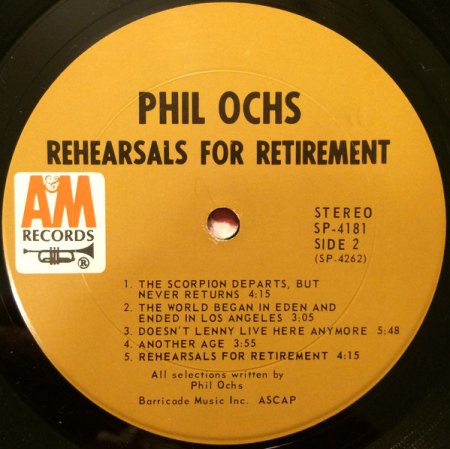 PHIL OCHS
REHEARSALS FOR RETIREMENT
A&M
RECORDS
®
STEREO
SP-4181
SIDE 2
(SP-4262)
1. THE SCORPION DEPARTS, BUT
NEVER RETURNS 4:15
2. THE WORLD BEGAN IN EDEN AND
ENDED IN LOS ANGELES 3:05
3. DOESN'T LENNY LIVE HERE ANYMORE 5:48
4. ANOTHER AGE 3:55
5. REHEARSALS FOR RETIREMENT 4:15
All selections written by
Phil Ochs
Barricade Music Inc. ASCAP